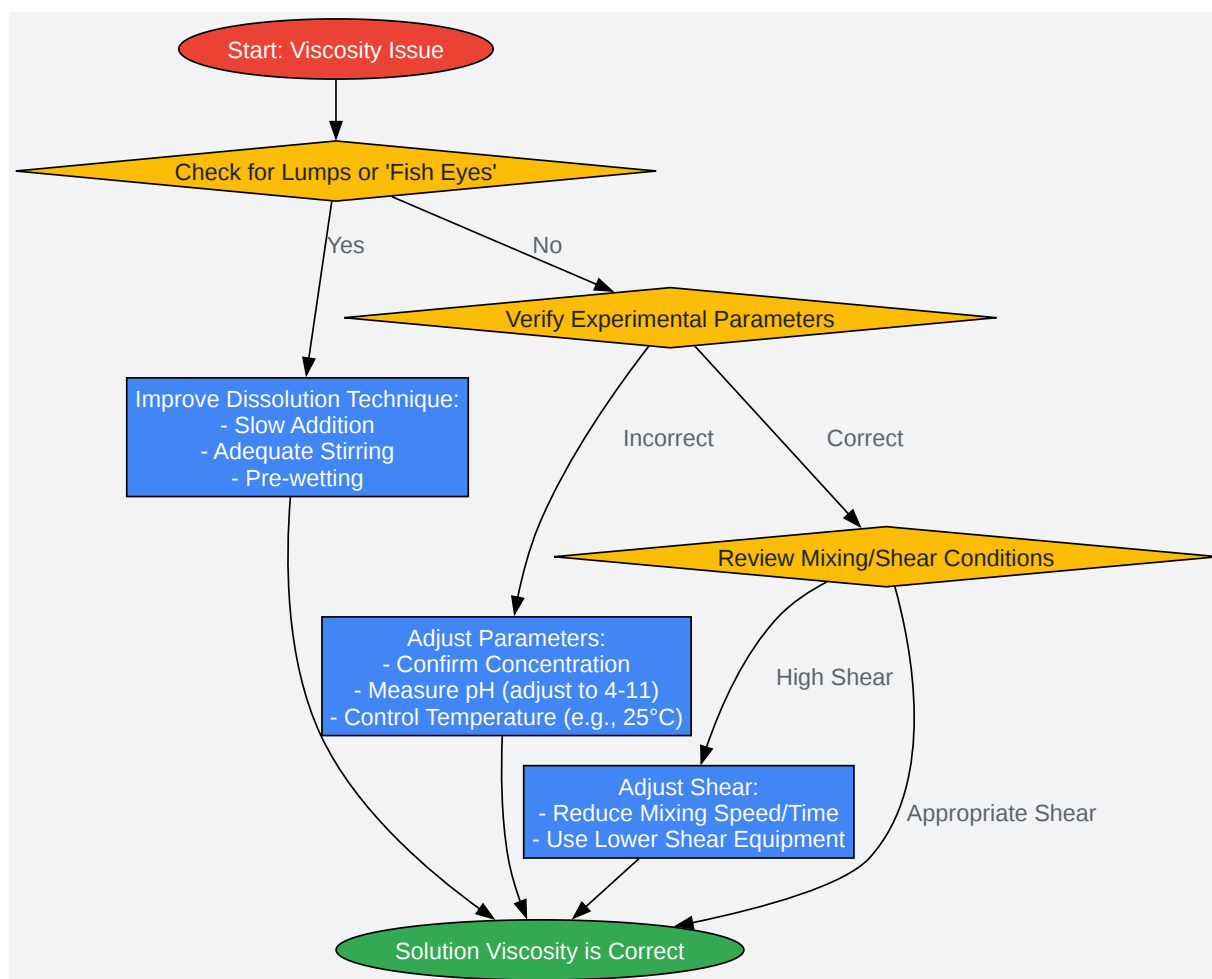 Start: Viscosity Issue
Check for Lumps or 'Fish Eyes'
Yes
No
Verify Experimental Parameters
Improve Dissolution Technique:
- Slow Addition
- Adequate Stirring
- Pre-wetting
Incorrect
Correct
Review Mixing/Shear Conditions
Adjust Parameters:
- Confirm Concentration
- Measure pH (adjust to 4-11)
- Control Temperature (e.g., 25°C)
High Shear
Adjust Shear:
- Reduce Mixing Speed/Time
- Use Lower Shear Equipment
Appropriate Shear
Solution Viscosity is Correct